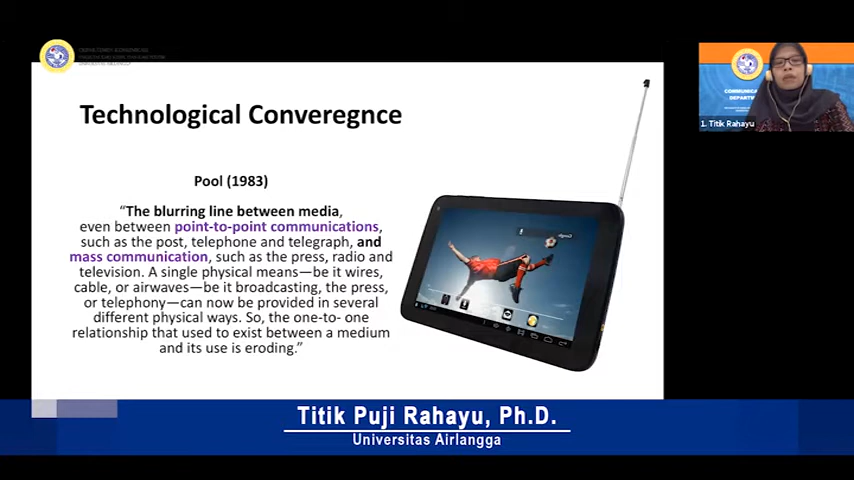 Technological Converegnce
Pool (1983)
“The blurring line between media,
even between point-to-point communications,
such as the post, telephone and telegraph, and
mass communication, such as the press, radio and
television. A single physical means—be it wires,
cable, or airwaves—be it broadcasting, the press,
or telephony—can now be provided in several
different physical ways. So, the one-to- one
relationship that used to exist between a medium
and its use is eroding.”
1. Titik Rahayu
Titik Puji Rahayu, Ph.D.
Universitas Airlangga